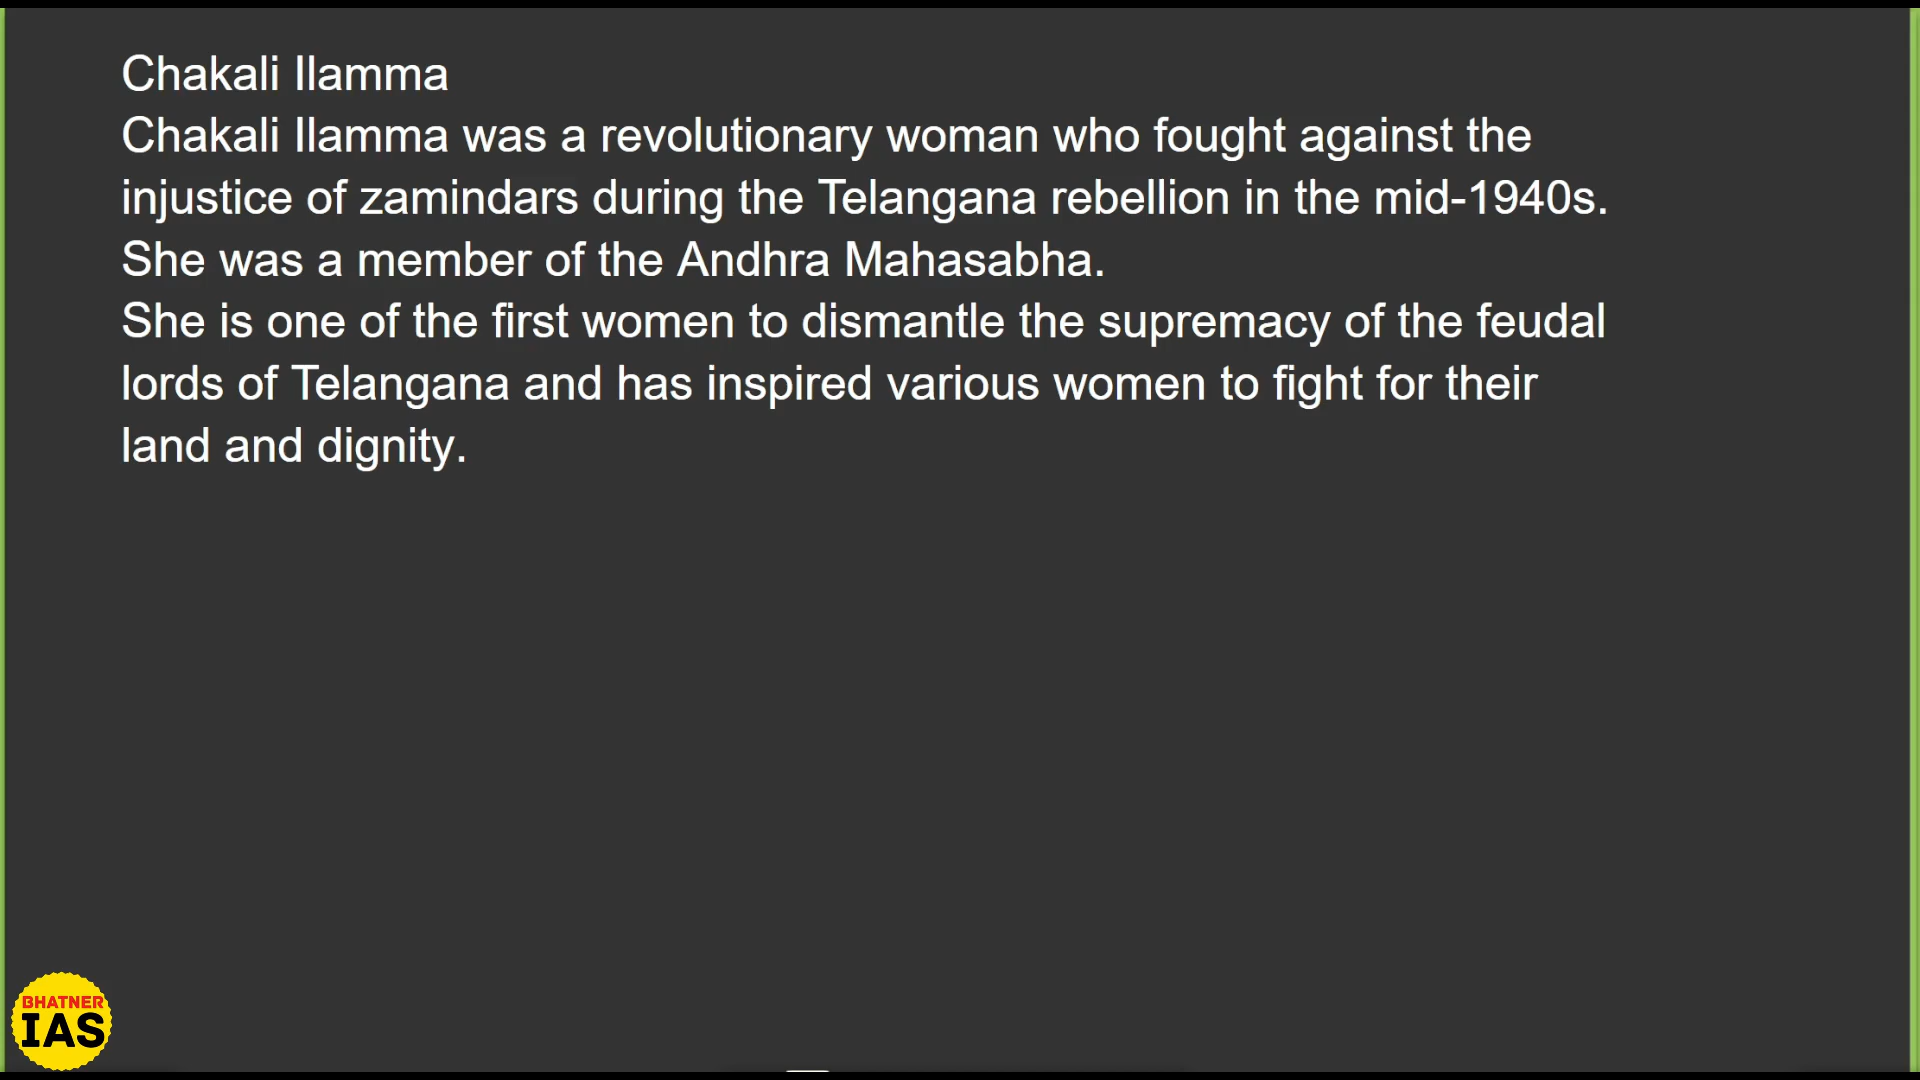 Chakali Ilamma
Chakali Ilamma was a revolutionary woman who fought against the
injustice of zamindars during the Telangana rebellion in the mid-1940s.
She was a member of the Andhra Mahasabha.
She is one of the first women to dismantle the supremacy of the feudal
lords of Telangana and has inspired various women to fight for their
land and dignity.
BHATNER
IAS